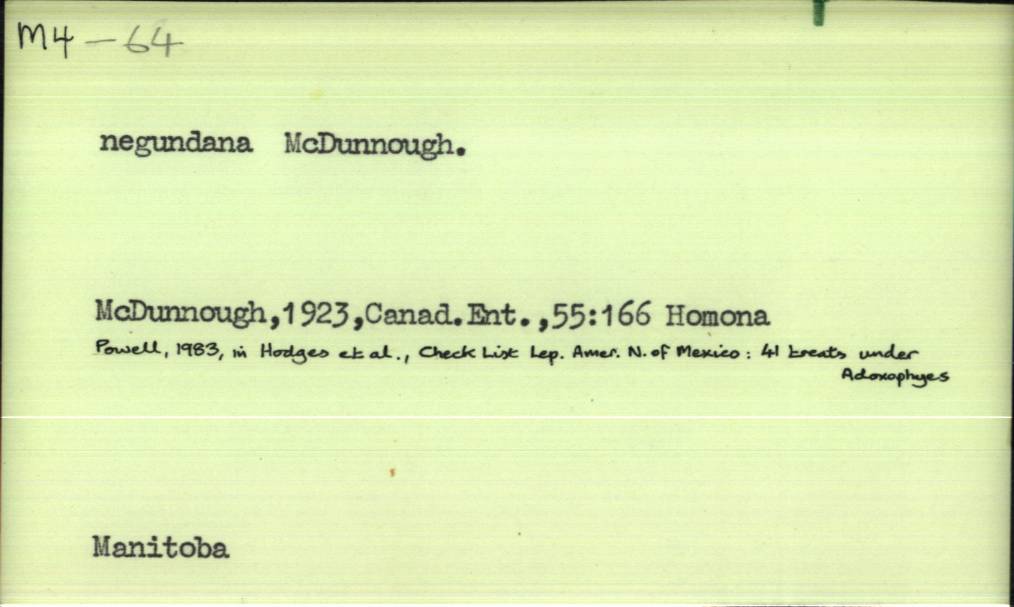 M4 - 64
negundana McDunnough.
McDunnough,1923,Canad.Ent.,55:166 Homona
Powell, 1983, in Hodges et al., Check List Lep. Amer. N. of Mexico: 41 treats under
Adoxophyes
Manitoba